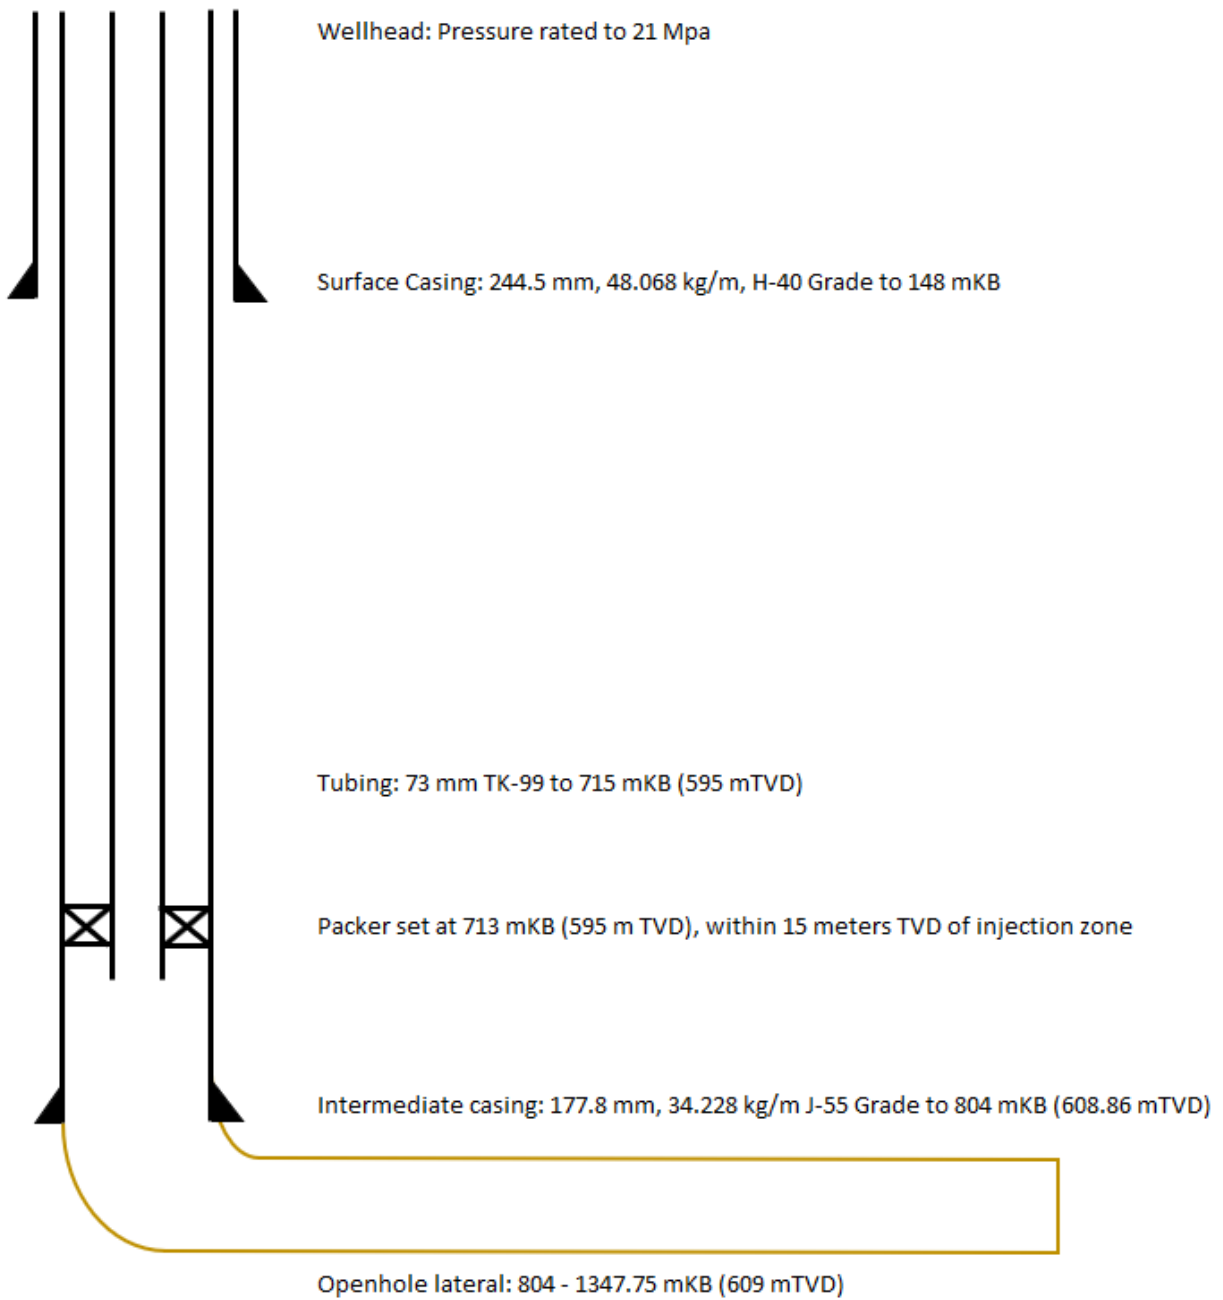 Wellhead: Pressure rated to 21 Mpa
Surface Casing: 244.5 mm, 48.068 kg/m, H-40 Grade to 148 mKB
Tubing: 73 mm TK-99 to 715 mKB (595 mTVD)
Packer set at 713 mKB (595 m TVD), within 15 meters TVD of injection zone
Intermediate casing: 177.8 mm, 34.228 kg/m J-55 Grade to 804 mKB (608.86 mTVD)
Openhole lateral: 804 - 1347.75 mKB (609 mTVD)